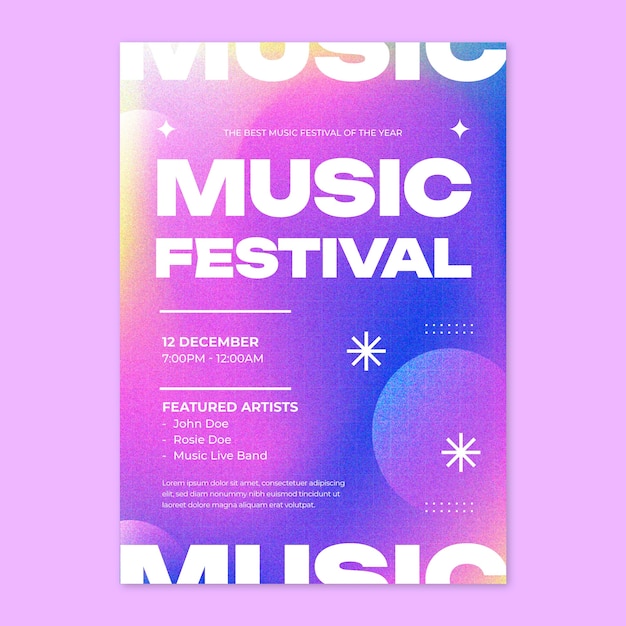 MUSIC
THE BEST MUSIC FESTIVAL OF THE YEAR
MUSIC
FESTIVAL
12 DECEMBER
7:00PM - 12:00AM
FEATURED ARTISTS
- John Doe
- Rosie Doe
- Music Live Band
Lorem ipsum dolor sit amet,
consectetuer adipiscing elit, sed diam
nonummy nibh euismod tincidunt ut
laoreet dolore magna aliquam erat
MUSIC